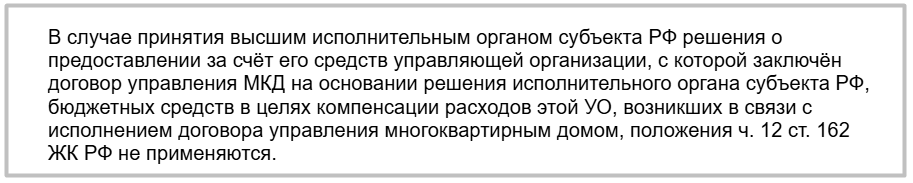 В случае принятия высшим исполнительным органом субъекта РФ решения о
предоставлении за счёт его средств управляющей организации, с которой заключён
договор управления МКД на основании решения исполнительного органа субъекта РФ,
бюджетных средств в целях компенсации расходов этой УО, возникших в связи с
исполнением договора управления многоквартирным домом, положения ч. 12 ст. 162
ЖК РФ не применяются.